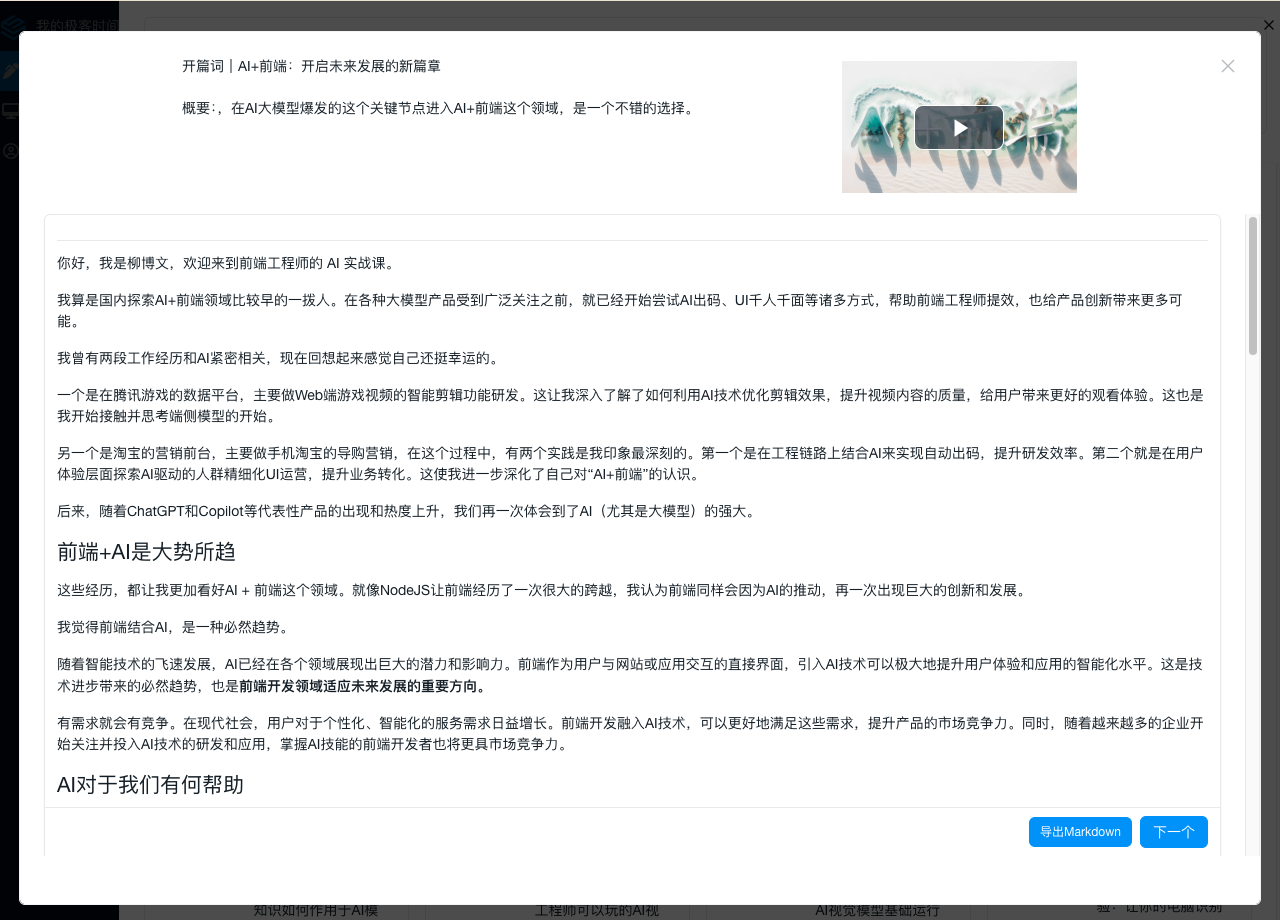 我的极客时间
开篇词 | AI+前端：开启未来发展的新篇章
概要：，在AI大模型爆发的这个关键节点进入AI+前端这个领域，是一个不错的选择。
你好，我是柳博文，欢迎来到前端工程师的 AI 实战课。
我算是国内探索AI+前端领域比较早的一拨人。在各种大模型产品受到广泛关注之前，就已经开始尝试AI出码、UI千人千面等诸多方式，帮助前端工程师提效，也给产品创新带来更多可
能。
我曾有两段工作经历和AI紧密相关，现在回想起来感觉自己还挺幸运的。
一个是在腾讯游戏的数据平台，主要做Web端游戏视频的智能剪辑功能研发。这让我深入了解了如何利用AI技术优化剪辑效果，提升视频内容的质量，给用户带来更好的观看体验。这也是
我开始接触并思考端侧模型的开始。
另一个是淘宝的营销前台，主要做手机淘宝的导购营销，在这个过程中，有两个实践是我印象最深刻的。第一个是在工程链路上结合AI来实现自动出码，提升研发效率。第二个就是在用户
体验层面探索AI驱动的人群精细化UI运营，提升业务转化。这使我进一步深化了自己对“AI+前端”的认识。
后来，随着ChatGPT和Copilot等代表性产品的出现和热度上升，我们再一次体会到了AI（尤其是大模型）的强大。
前端+AI是大势所趋
这些经历，都让我更加看好AI + 前端这个领域。就像NodeJS让前端经历了一次很大的跨越，我认为前端同样会因为AI的推动，再一次出现巨大的创新和发展。
我觉得前端结合AI，是一种必然趋势。
随着智能技术的飞速发展，AI已经在各个领域展现出巨大的潜力和影响力。前端作为用户与网站或应用交互的直接界面，引入AI技术可以极大地提升用户体验和应用的智能化水平。这是技
术进步带来的必然趋势，也是前端开发领域适应未来发展的重要方向。
有需求就会有竞争。在现代社会，用户对于个性化、智能化的服务需求日益增长。前端开发融入AI技术，可以更好地满足这些需求，提升产品的市场竞争力。同时，随着越来越多的企业开
始关注并投入AI技术的研发和应用，掌握AI技能的前端开发者也将更具市场竞争力。
AI对于我们有何帮助
导出Markdown 下一个
知识如何作用于AI模 工程师可以玩的AI视 AI视觉模型基础运行 验：让你的电脑识别